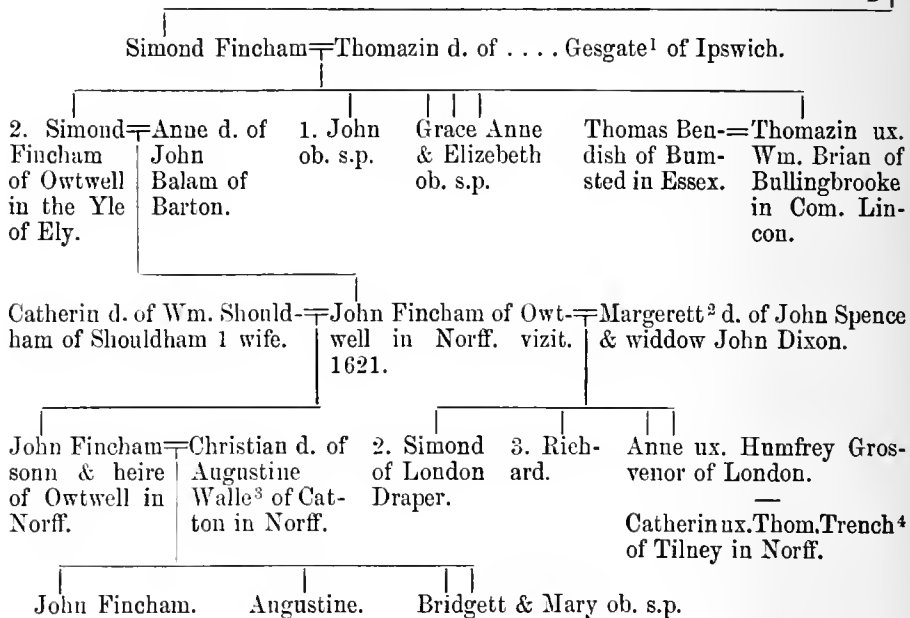 Simond Fincham=Thomazin d. of .... Gesgate¹ of Ipswich.
2. Simond=
Fincham
of Owtwell
in the Yle
of Ely.
Anne d. of
John
Balam of
Barton.
1. John
ob. s.p.
Grace Anne
& Elizebeth
ob. s.p.
Thomas Ben-=
dish of Bum-
sted in Essex.
Thomazin ux.
Wm. Brian of
Bullingbrooke
in Com. Lin-
con.
Catherin d. of Wm. Should-=
ham of Shouldham 1 wife.
John Fincham of Owt-=
well in Norff. vizit.
1621.
Margerett² d. of John Spence
& widdow John Dixon.
John Fincham=
sonn & heire
of Owtwell in
Norff.
Christian d. of
Augustine
Walle³ of Cat-
ton in Norff.
2. Simond
of London
Draper.
3. Rich-
ard.
Anne ux. Humfrey Gros-
venor of London.
—
Catherin ux. Thom. Trench⁴
of Tilney in Norff.
John Fincham.
Augustine.
Bridgett & Mary ob. s.p.